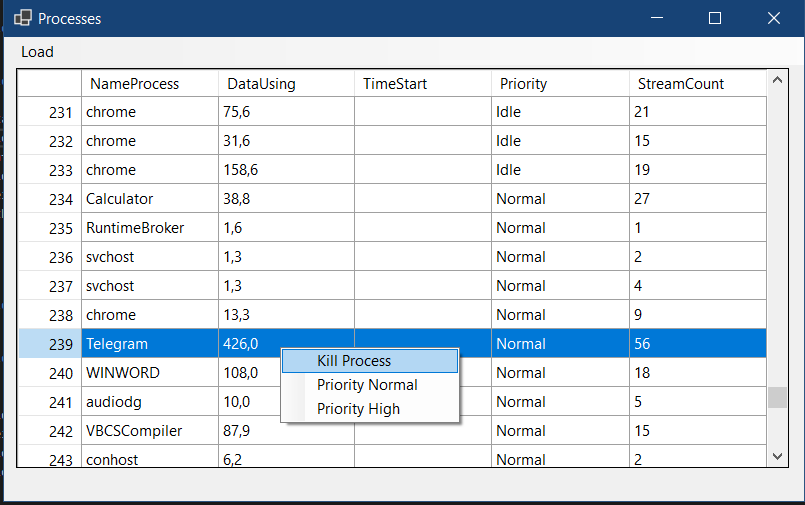 Processes
Load
NameProcess DataUsing TimeStart Priority StreamCount
231 chrome 75,6 Idle 21
232 chrome 31,6 Idle 15
233 chrome 158,6 Idle 19
234 Calculator 38,8 Normal 27
235 RuntimeBroker 1,6 Normal 1
236 svchost 1,3 Normal 2
237 svchost 1,3 Normal 4
238 chrome 13,3 Normal 9
239 Telegram 426,0 Normal 56
Kill Process
240 WINWORD 108,0 Normal 18
Priority Normal
241 audiodg 10,0 Normal 5
Priority High
242 VBCSCompiler 87,9 Normal 15
243 conhost 6,2 Normal 2